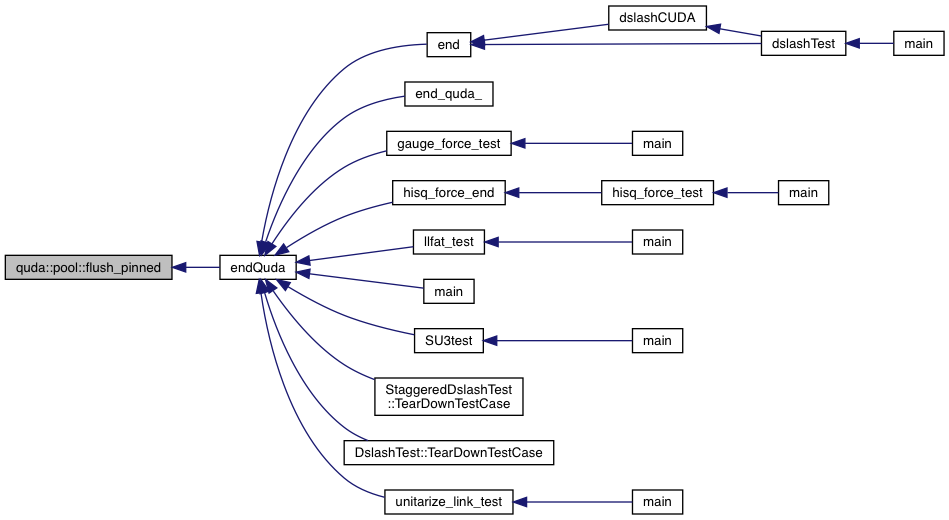 dslashCUDA
end
dslashTest
main
end_quda_
gauge_force_test
main
hisq_force_end
hisq_force_test
main
llfat_test
main
quda::pool::flush_pinned
endQuda
main
SU3test
main
StaggeredDslashTest
::TearDownTestCase
DslashTest::TearDownTestCase
unitarize_link_test
main